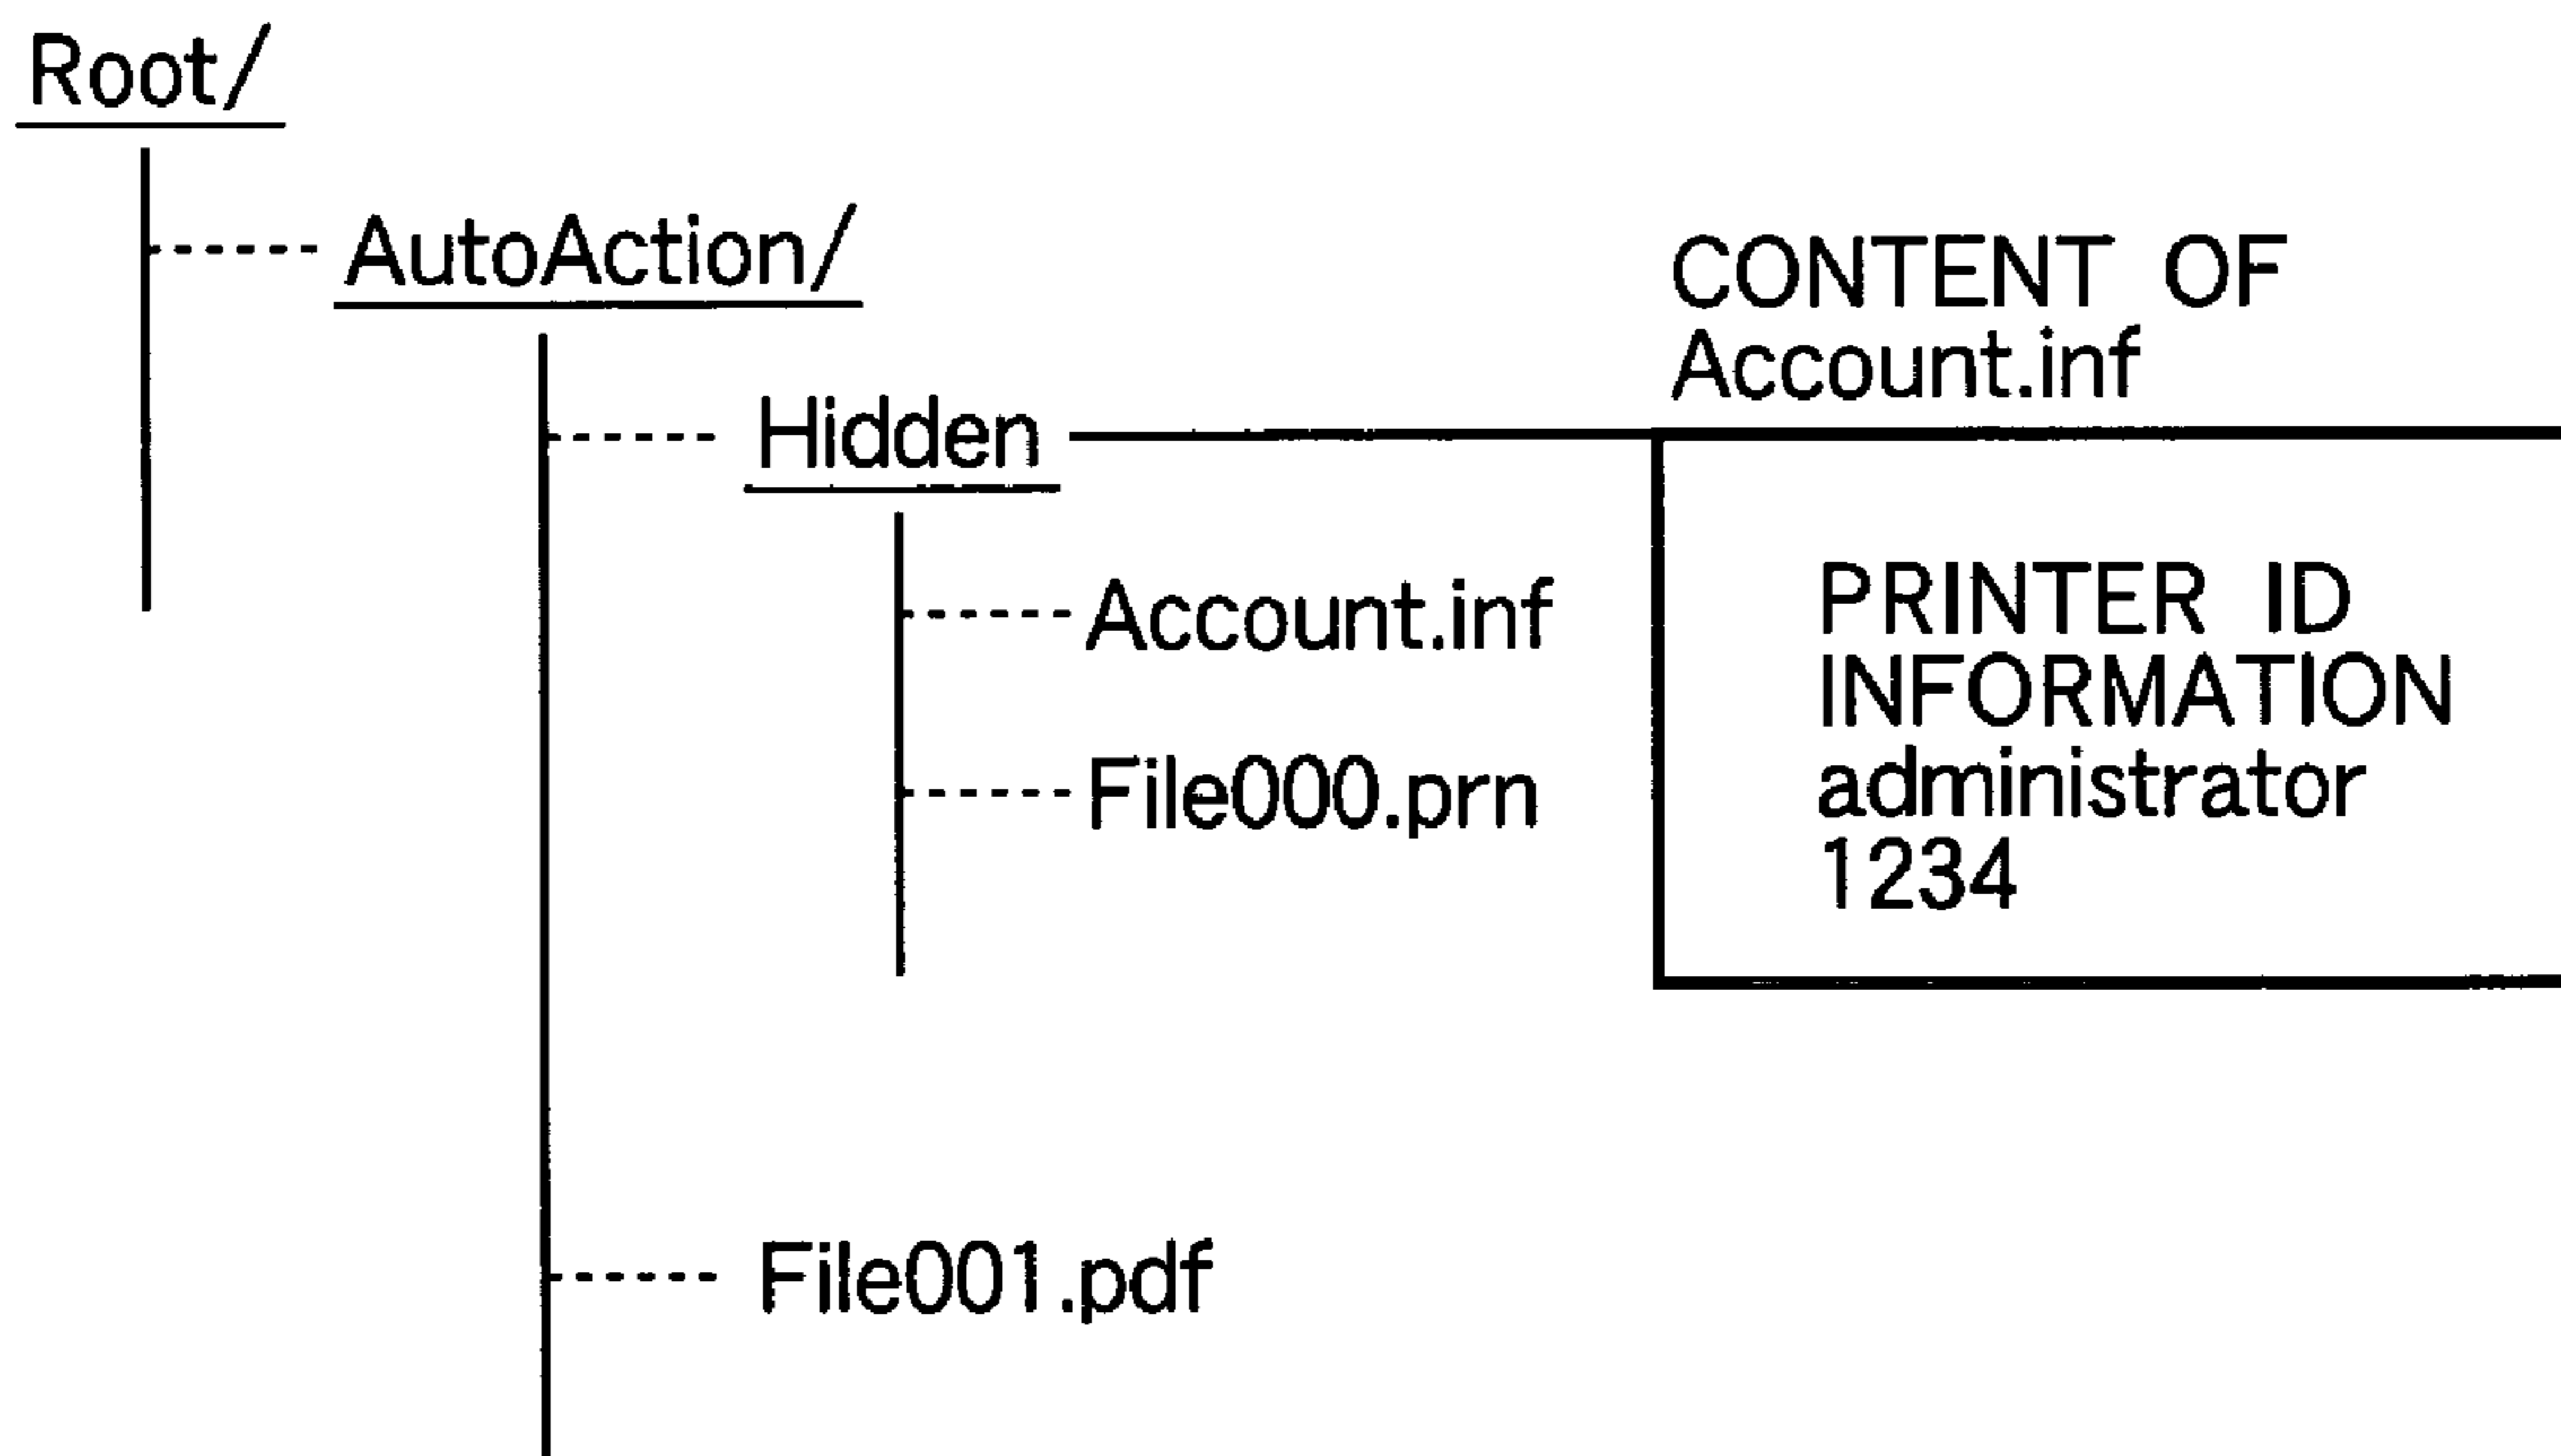 Root/
AutoAction/
CONTENT OF
Account.inf
Hidden
Account.inf
File000.prn
PRINTER ID
INFORMATION
administrator
1234
File001.pdf